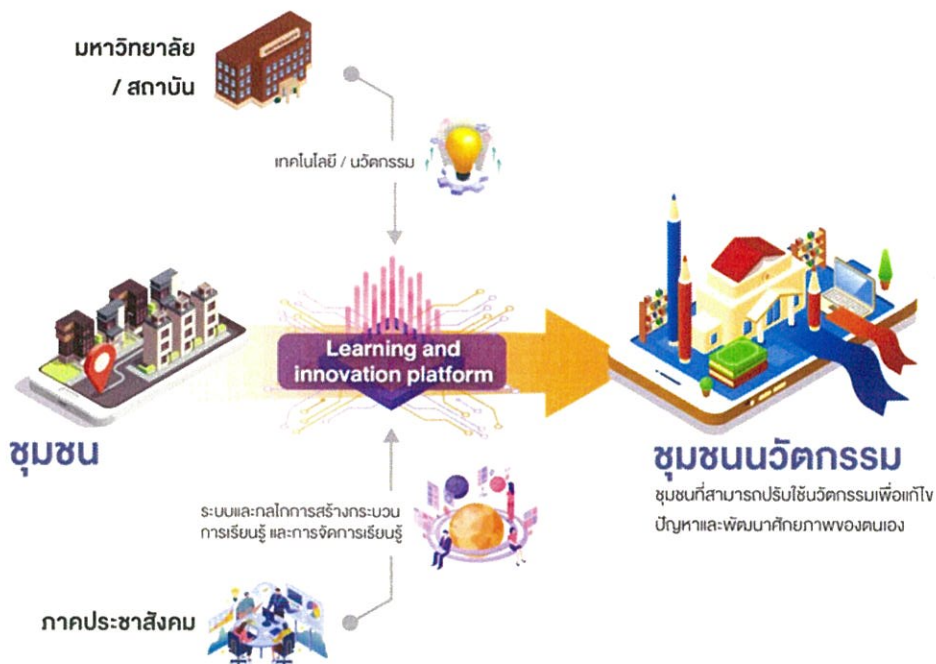 มหาวิทยาลัย
/ สถาบัน
เทคโนโลยี / นวัตกรรม
Learning and
innovation platform
ชุมชน
ชุมชนนวัตกรรม
ชุมชนที่สามารถปรับใช้นวัตกรรมเพื่อแก้ไข
ปัญหาและพัฒนาศักยภาพของตนเอง
ระบบและกลไกการสร้างกระบวน
การเรียนรู้ และการจัดการเรียนรู้
ภาคประชาสังคม